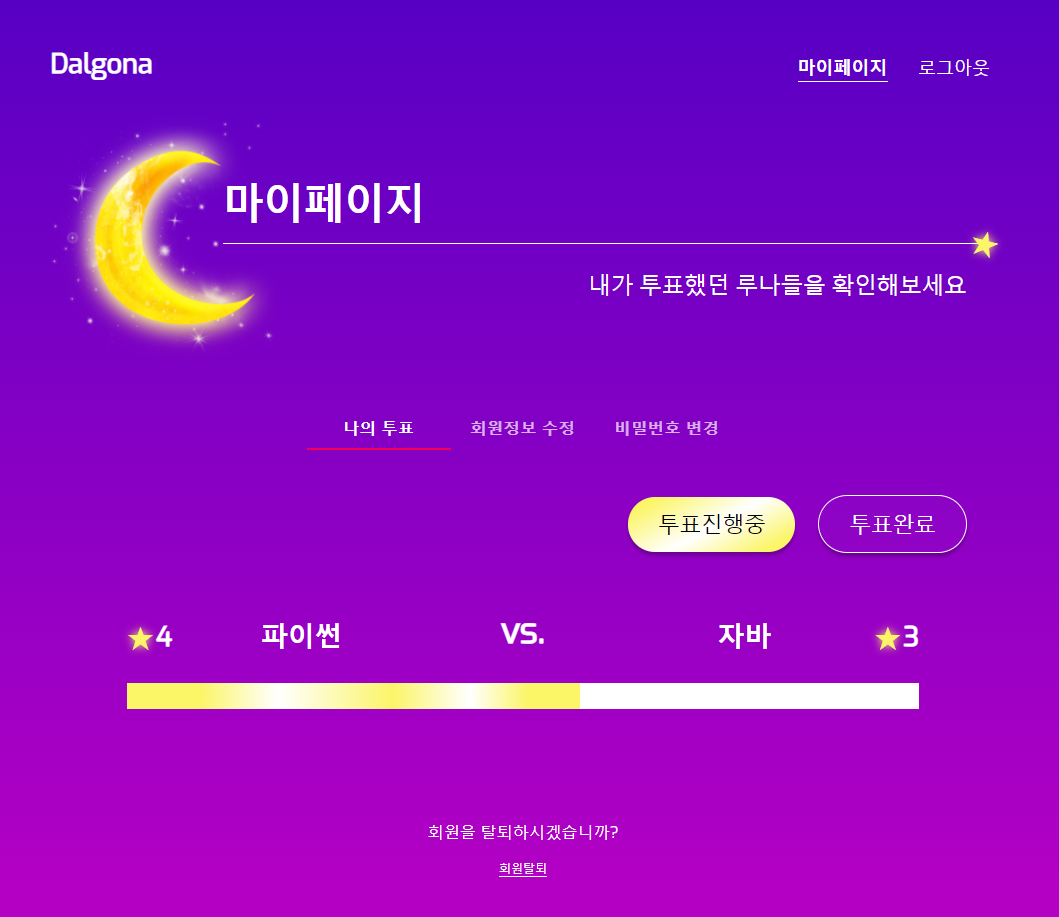 Dalgona
마이페이지 로그아웃
마이페이지
내가 투표했던 루나들을 확인해보세요
나의 투표 회원정보 수정 비밀번호 변경
투표진행중 투표완료
4 파이썬 VS. 자바 3
회원을 탈퇴하시겠습니까?
회원탈퇴